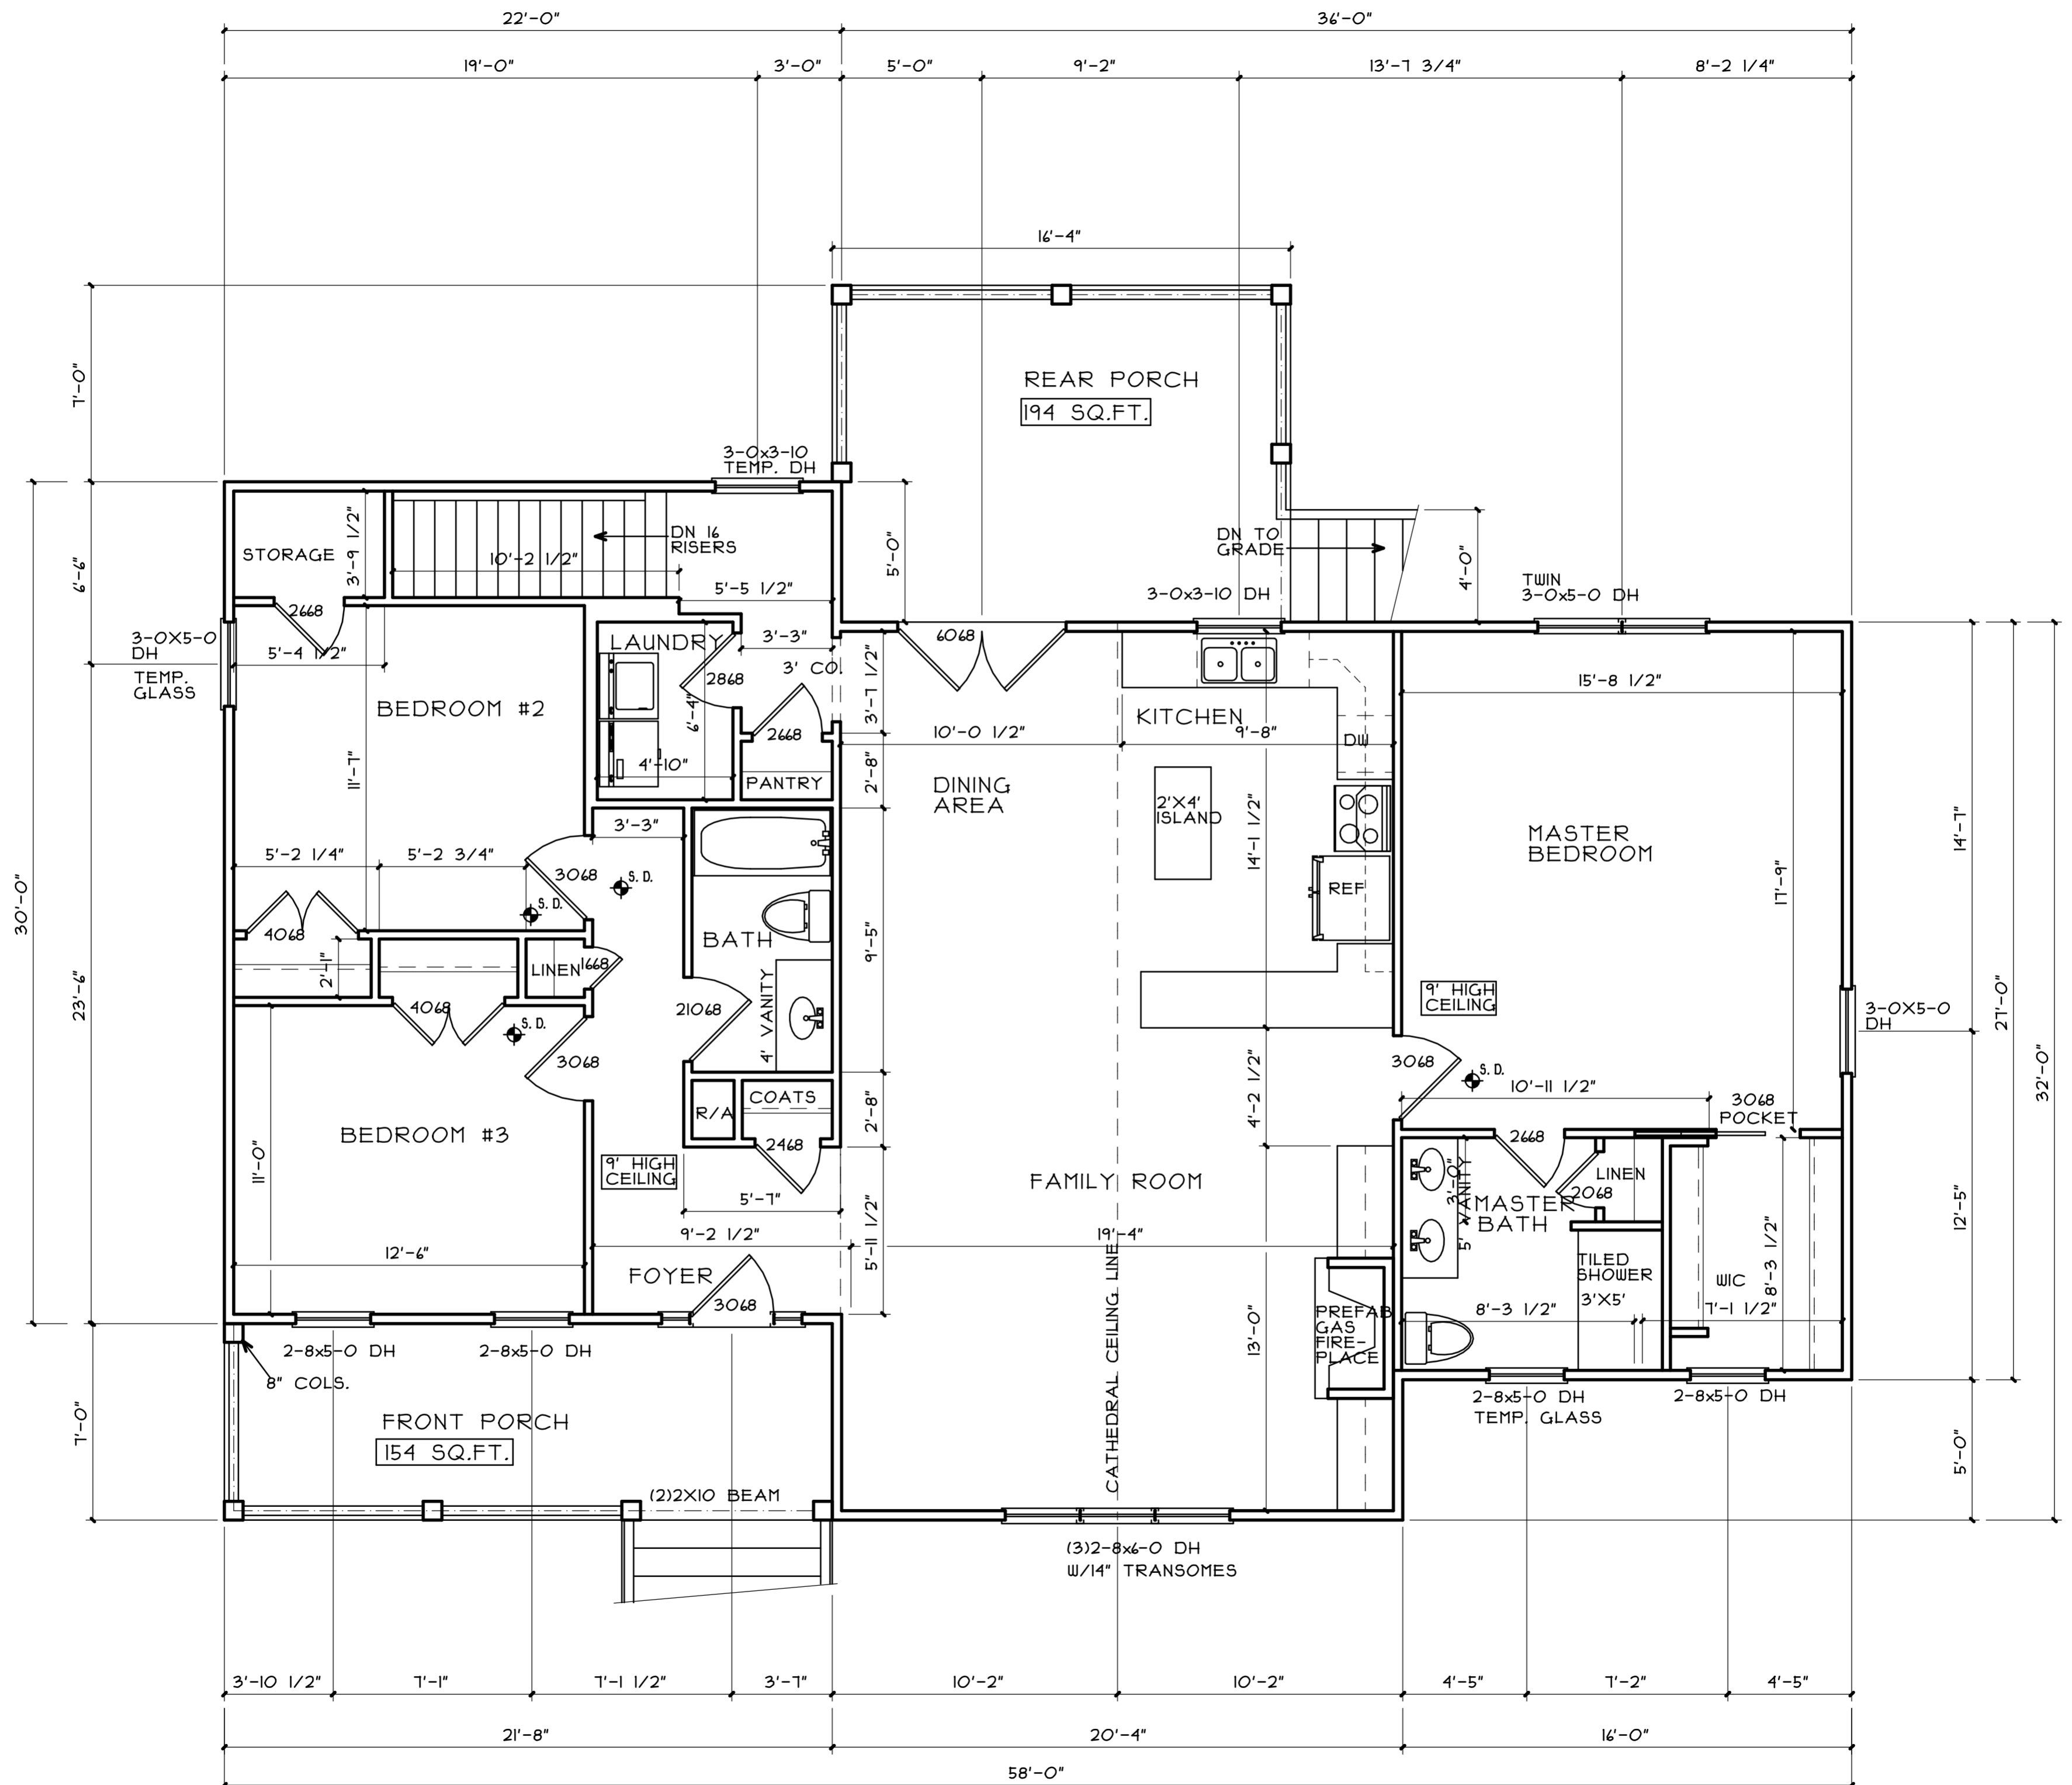 22'-0"
36'-0"
19'-0"
3'-0"
5'-0"
9'-2"
13'-7 3/4"
8'-2 1/4"
16'-4"
7'-0"
REAR PORCH
194 SQ.FT.
3-0x3-10
TEMP. DH
DN 16
RISERS
STORAGE
3'-9 1/2"
10'-2 1/2"
5'-0"
DN TO
GRADE
4'-0"
6'-6"
5'-5 1/2"
3-0x3-10 DH
TWIN
3-0x5-0 DH
2668
3-0X5-0
DH
TEMP.
GLASS
5'-4 1/2"
LAUNDRY
3'-3"
3' CO.
6068
2868
6'-4"
3'-7 1/2"
15'-8 1/2"
BEDROOM #2
KITCHEN
2668
10'-0 1/2"
9'-8"
DW
11'-7"
4'-10"
PANTRY
2'-8"
DINING
AREA
2'X4'
ISLAND
14'-1 1/2"
3'-3"
MASTER
BEDROOM
14'-7"
5'-2 1/4"
5'-2 3/4"
3068
S. D.
REF
17'-9"
30'-0"
S. D.
4068
BATH
9'-5"
LINEN
1668
2'-1"
23'-6"
4068
21068
4' VANITY
9' HIGH
CEILING
3-0X5-0
DH
27'-0"
S. D.
3068
3068
S. D.
32'-0"
10'-11 1/2"
4'-2 1/2"
R/A
COATS
2'-8"
3068
POCKET
BEDROOM #3
2468
2668
11'-0"
9' HIGH
CEILING
FAMILY ROOM
3'-0"
5' VANITY
LINEN
2068
MASTER
BATH
12'-5"
5'-7"
9'-2 1/2"
19'-4"
5'-11 1/2"
8'-3 1/2"
12'-6"
FOYER
TILED
SHOWER
3'X5'
WIC
3068
PREFAB
GAS
FIRE-
PLACE
13'-0"
8'-3 1/2"
7'-1 1/2"
CATHEDRAL CEILING LINE
2-8x5-0 DH
2-8x5-0 DH
8" COLS.
2-8x5-0 DH
TEMP. GLASS
2-8x5-0 DH
7'-0"
FRONT PORCH
154 SQ.FT.
5'-0"
(2)2X10 BEAM
(3)2-8x6-0 DH
W/14" TRANSOMES
3'-10 1/2"
7'-1"
7'-1 1/2"
3'-7"
10'-2"
10'-2"
4'-5"
7'-2"
4'-5"
21'-8"
20'-4"
16'-0"
58'-0"